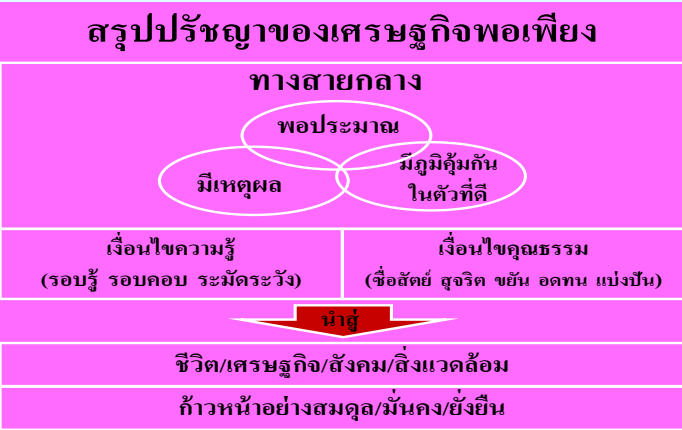 สรุปปรัชญาของเศรษฐกิจพอเพียง
ทางสายกลาง
พอประมาณ
มีเหตุผล
มีภูมิคุ้มกัน
ในตัวที่ดี
เงื่อนไขความรู้
(รอบรู้ รอบคอบ ระมัดระวัง)
เงื่อนไขคุณธรรม
(ซื่อสัตย์ สุจริต ขยัน อดทน แบ่งปัน)
นำสู่
ชีวิต/เศรษฐกิจ/สังคม/สิ่งแวดล้อม
ก้าวหน้าอย่างสมดุล/มั่นคง/ยั่งยืน